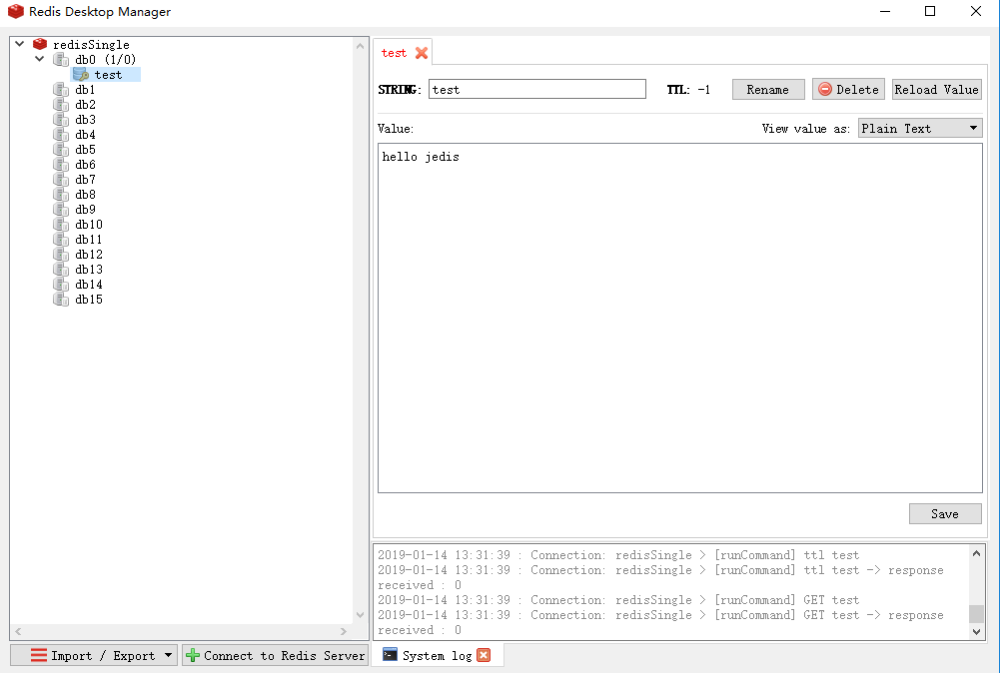 Redis Desktop Manager
redisSingle
db0 (1/0)
test
db1
db2
db3
db4
db5
db6
db7
db8
db9
db10
db11
db12
db13
db14
db15
Import / Export
Connect to Redis Server
test
STRING: test TTL: -1 Rename Delete Reload Value
Value: View value as: Plain Text
hello jedis
Save
2019-01-14 13:31:39 : Connection: redisSingle > [runCommand] ttl test
2019-01-14 13:31:39 : Connection: redisSingle > [runCommand] ttl test -> response
received : 0
2019-01-14 13:31:39 : Connection: redisSingle > [runCommand] GET test
2019-01-14 13:31:39 : Connection: redisSingle > [runCommand] GET test -> response
received : 0
System log